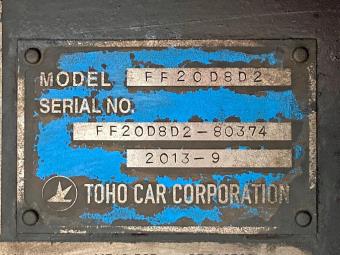 MODEL FF20D8D2
SERIAL NO.
FF20D8D2-80374
2013-9
TOHO CAR CORPORATION